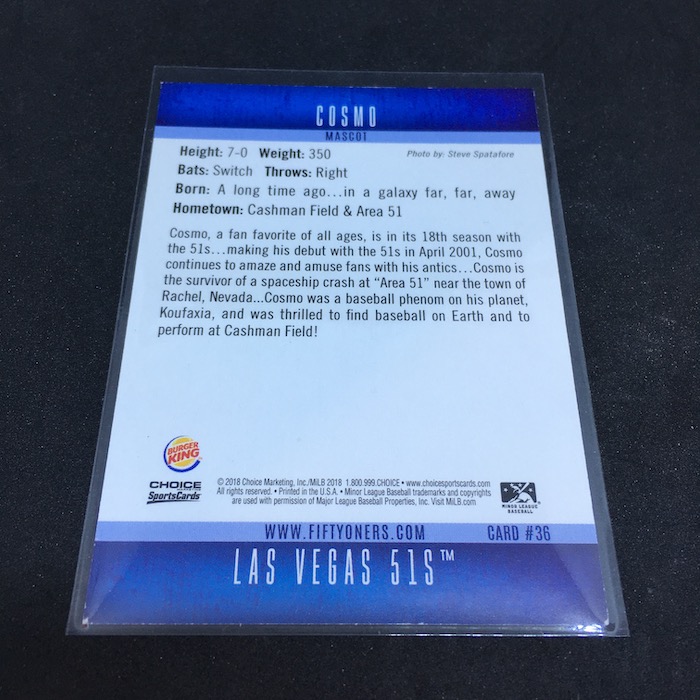 COSMO
MASCOT
Height: 7-0 Weight: 350
Photo by: Steve Spatafore
Bats: Switch Throws: Right
Born: A long time ago...in a galaxy far, far, away
Hometown: Cashman Field & Area 51
Cosmo, a fan favorite of all ages, is in its 18th season with
the 51s...making his debut with the 51s in April 2001, Cosmo
continues to amaze and amuse fans with his antics...Cosmo is
the survivor of a spaceship crash at "Area 51" near the town of
Rachel, Nevada...Cosmo was a baseball phenom on his planet,
Koufaxia, and was thrilled to find baseball on Earth and to
perform at Cashman Field!
BURGER
KING
CHOICE
SportsCards
© 2018 Choice Marketing, Inc./MiLB 2018 1.800.999.CHOICE • www.choicesportscards.com
All rights reserved. • Printed in the U.S.A. • Minor League Baseball trademarks and copyrights
are used with permission of Major League Baseball Properties, Inc. Visit MiLB.com
MINOR LEAGUE
BASEBALL
WWW.FIFTYONERS.COM CARD #36
LAS VEGAS 51S™